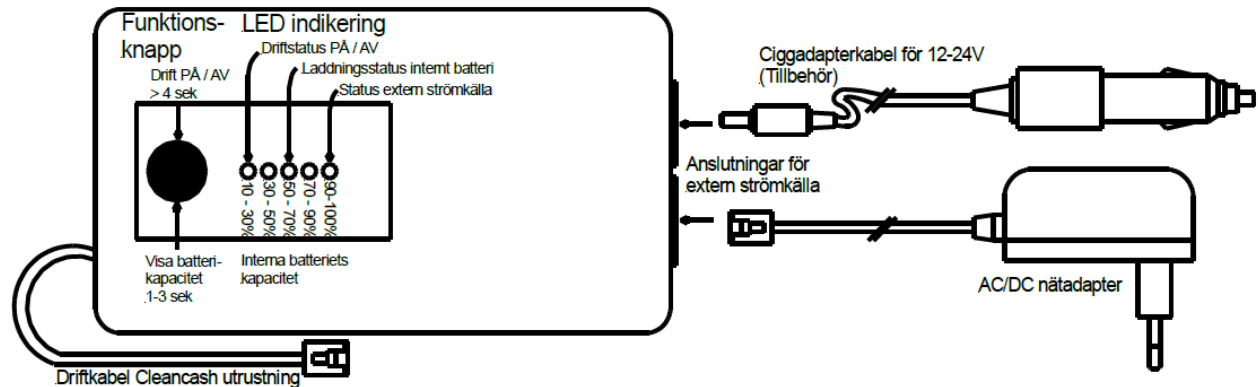 Funktions-
knapp
LED indikering
Drift PÅ / AV
> 4 sek
Driftstatus PÅ / AV
Laddningsstatus internt batteri
Status extern strömkälla
10 - 30%
30 - 50%
50 - 70%
70 - 90%
90-100%
Visa batteri-
kapacitet
1-3 sek
Interna batteriets
kapacitet
Driftkabel Cleancash utrustning
Ciggadapterkabel för 12-24V
(Tillbehör)
Anslutningar för
extern strömkälla
AC/DC nätadapter